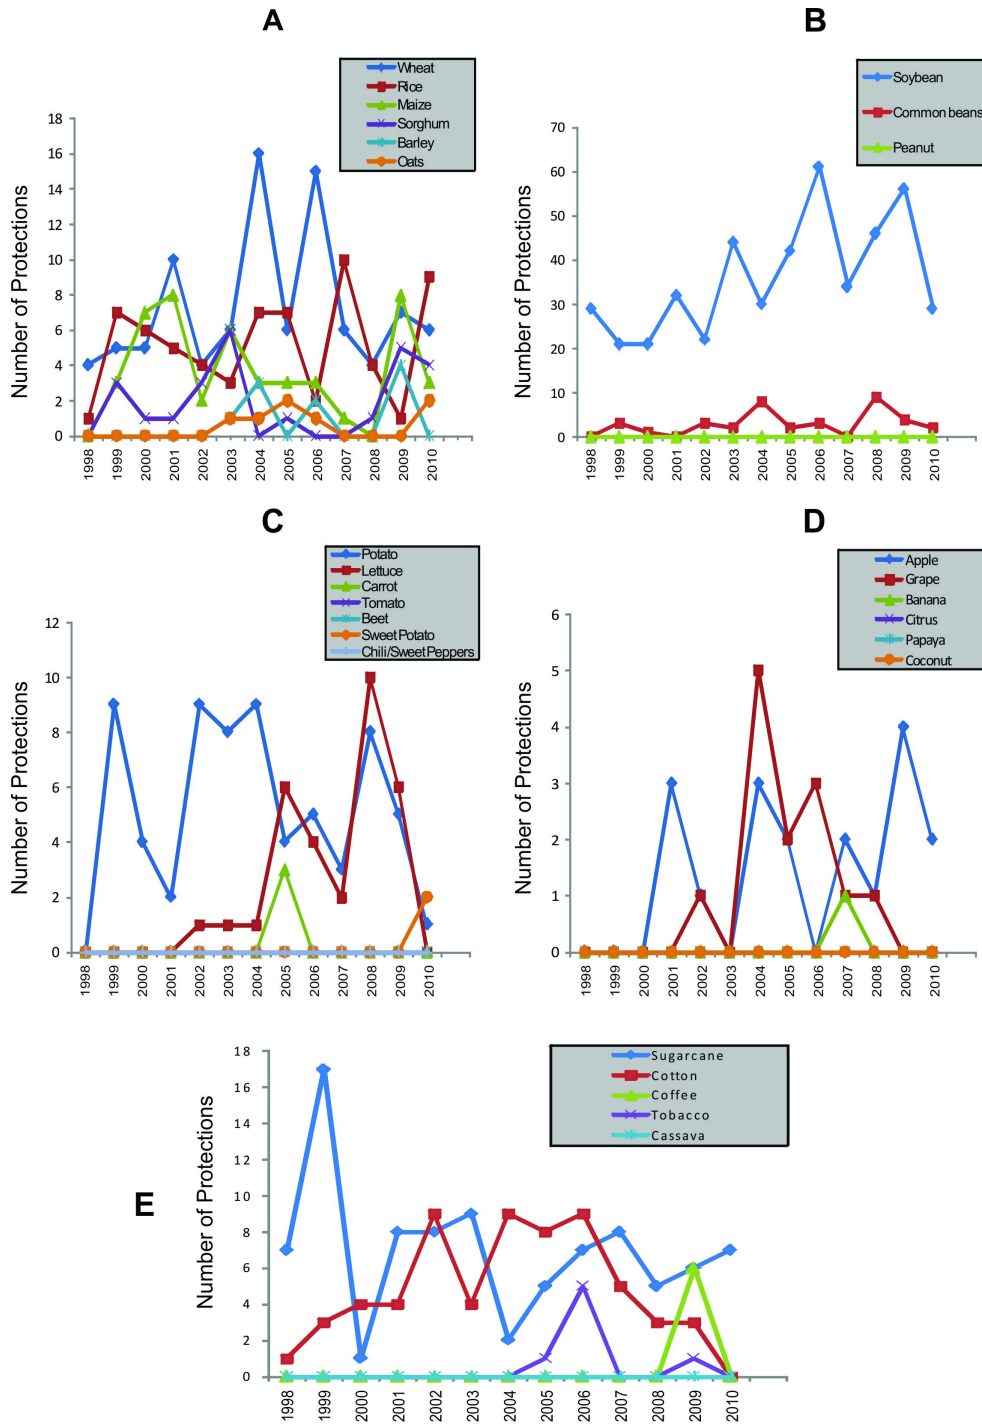 A
Wheat
Rice
Maize
Sorghum
Barley
Oats
Number of Protections
18
16
14
12
10
8
6
4
2
0
1998
1999
2000
2001
2002
2003
2004
2005
2006
2007
2008
2009
2010
B
Soybean
Common beans
Peanut
Number of Protections
70
60
50
40
30
20
10
0
1998
1999
2000
2001
2002
2003
2004
2005
2006
2007
2008
2009
2010
C
Potato
Lettuce
Carrot
Tomato
Beet
Sweet Potato
Chili/Sweet Peppers
Number of Protections
12
10
8
6
4
2
0
1998
1999
2000
2001
2002
2003
2004
2005
2006
2007
2008
2009
2010
D
Apple
Grape
Banana
Citrus
Papaya
Coconut
Number of Protections
6
5
4
3
2
1
0
1998
1999
2000
2001
2002
2003
2004
2005
2006
2007
2008
2009
2010
E
Sugarcane
Cotton
Coffee
Tobacco
Cassava
Number of Protections
18
16
14
12
10
8
6
4
2
0
1998
1999
2000
2001
2002
2003
2004
2005
2006
2007
2008
2009
2010